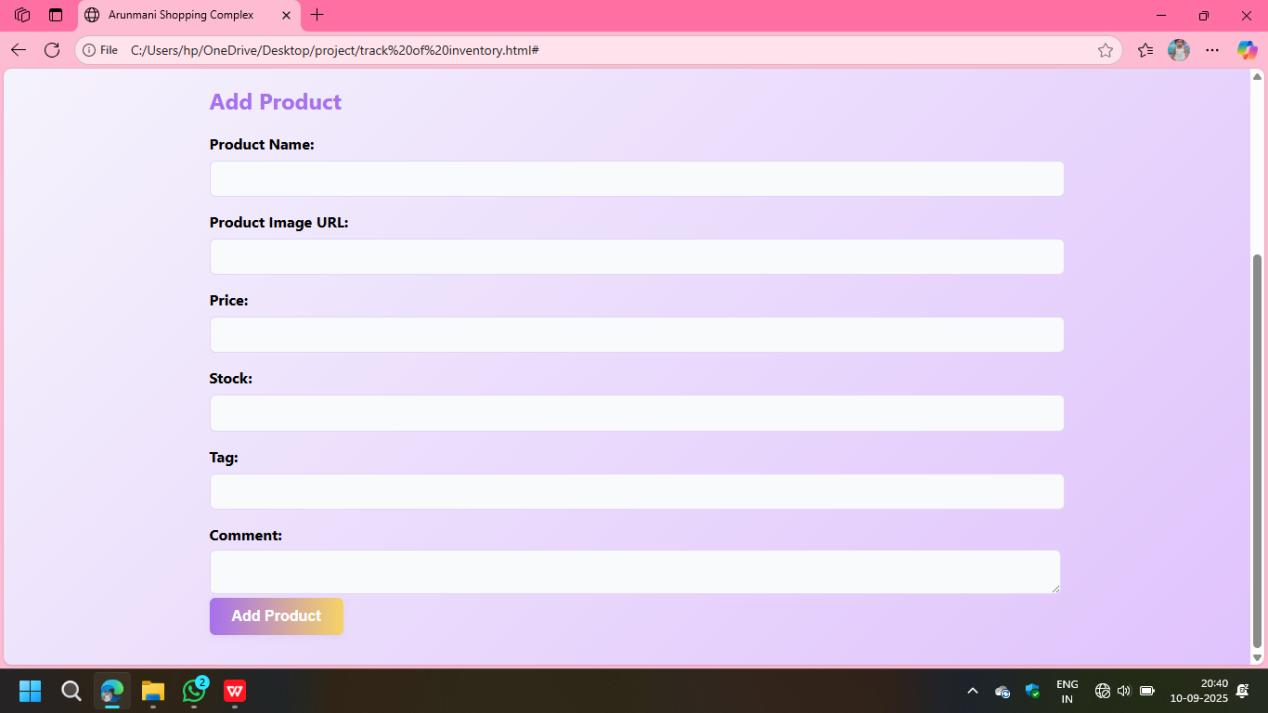 Arunmani Shopping Complex
File C:/Users/hp/OneDrive/Desktop/project/track%20of%20inventory.html#
Add Product
Product Name:
Product Image URL:
Price:
Stock:
Tag:
Comment:
Add Product
2
W
ENG
IN
20:40
10-09-2025